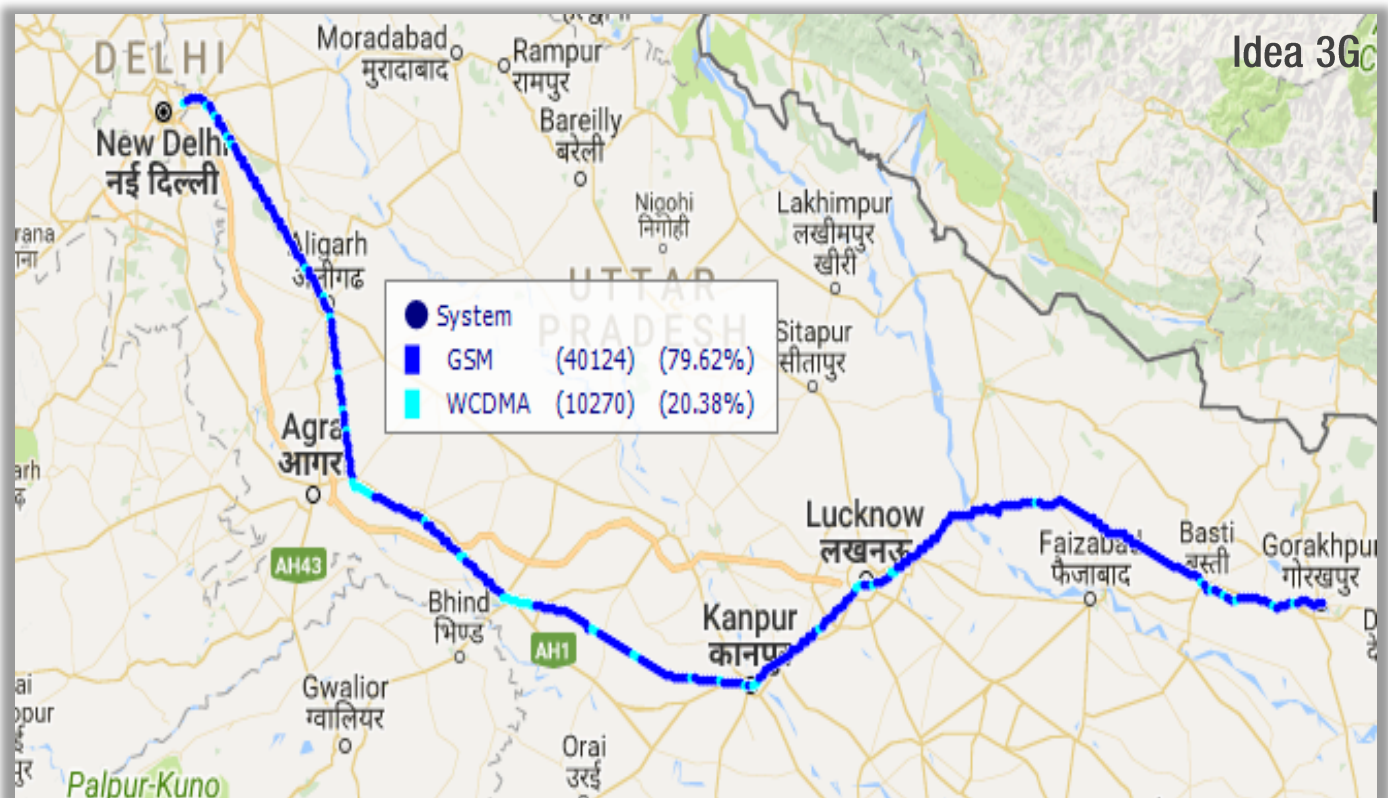 Idea 3G
DELHI
Moradabad
मुरादाबाद
Rampur
रामपुर
New Delhi
नई दिल्ली
Bareilly
बरेली
Nigohi
निगोही
Lakhimpur
लखीमपुर
खीरी
Aligarh
UTTAR
PRADESH
System
GSM (40124) (79.62%)
WCDMA (10270) (20.38%)
Sitapur
सीतापुर
Agra
आगर
Lucknow
लखनऊ
Faizabad
फैजाबाद
Basti
बस्ती
Gorakhpur
गोरखपुर
AH43
Bhind
भिण्ड
AH1
Kanpur
कानपुर
Gwalior
ग्वालियर
Orai
उरई
Palpur-Kuno